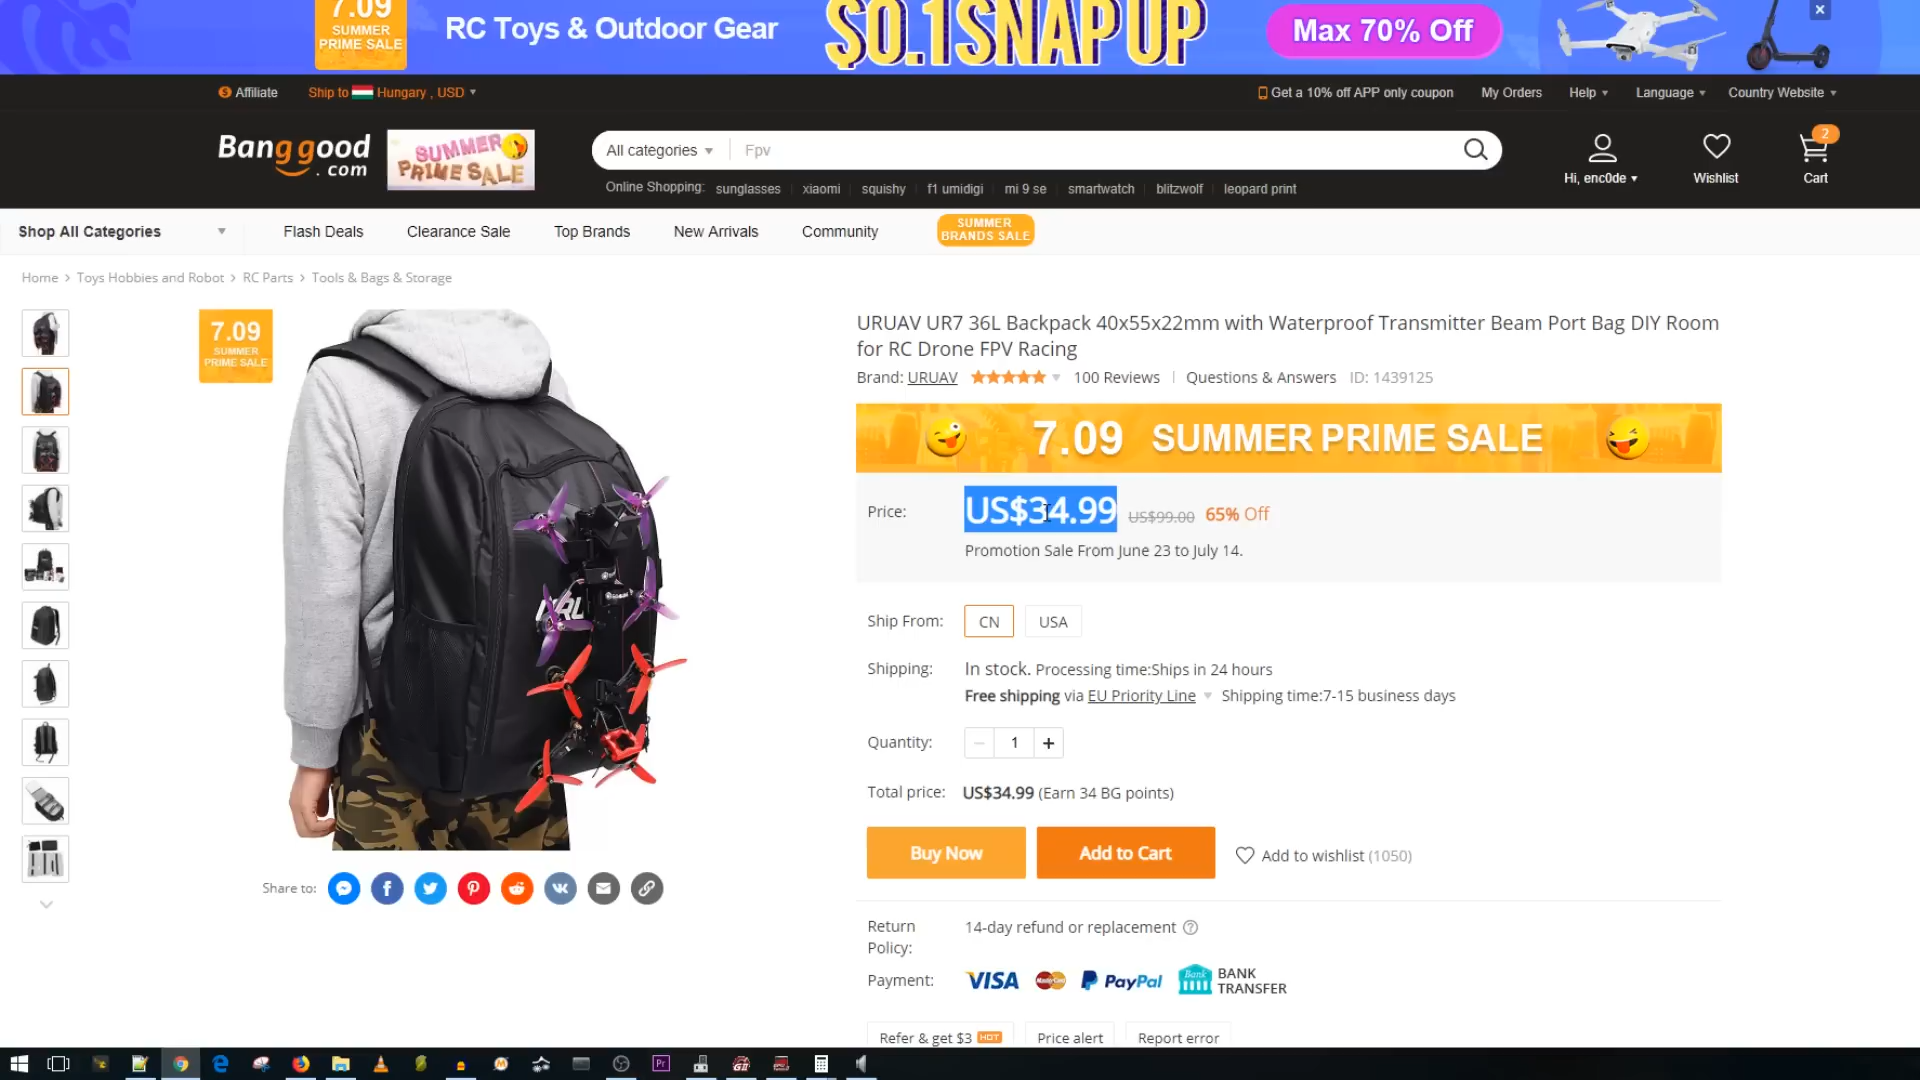 7.09
SUMMER
PRIME SALE
RC Toys & Outdoor Gear
$0.1SNAP UP
Max 70% Off
Affiliate
Ship to Hungary , USD
Get a 10% off APP only coupon
My Orders
Help
Language
Country Website
Banggood
.com
SUMMER
PRIME SALE
All categories
Fpv
Online Shopping: sunglasses xiaomi squishy f1 umidigi mi 9 se smartwatch blitzwolf leopard print
Hi, enc0de
Wishlist
2
Cart
Shop All Categories
Flash Deals
Clearance Sale
Top Brands
New Arrivals
Community
SUMMER
BRANDS SALE
Home > Toys Hobbies and Robot > RC Parts > Tools & Bags & Storage
7.09
SUMMER
PRIME SALE
URUAV UR7 36L Backpack 40x55x22mm with Waterproof Transmitter Beam Port Bag DIY Room
for RC Drone FPV Racing
Brand: URUAV 100 Reviews Questions & Answers ID: 1439125
7.09 SUMMER PRIME SALE
Price: US$34.99 US$99.00 65% Off
Promotion Sale From June 23 to July 14.
Ship From: CN USA
Shipping: In stock. Processing time:Ships in 24 hours
Free shipping via EU Priority Line Shipping time:7-15 business days
Quantity: − 1 +
Total price: US$34.99 (Earn 34 BG points)
Buy Now
Add to Cart
Add to wishlist (1050)
Share to:
Return
Policy:
14-day refund or replacement ?
Payment: VISA MasterCard PayPal Bank BANK
TRANSFER
Refer & get $3 HOT
Price alert
Report error
Pr